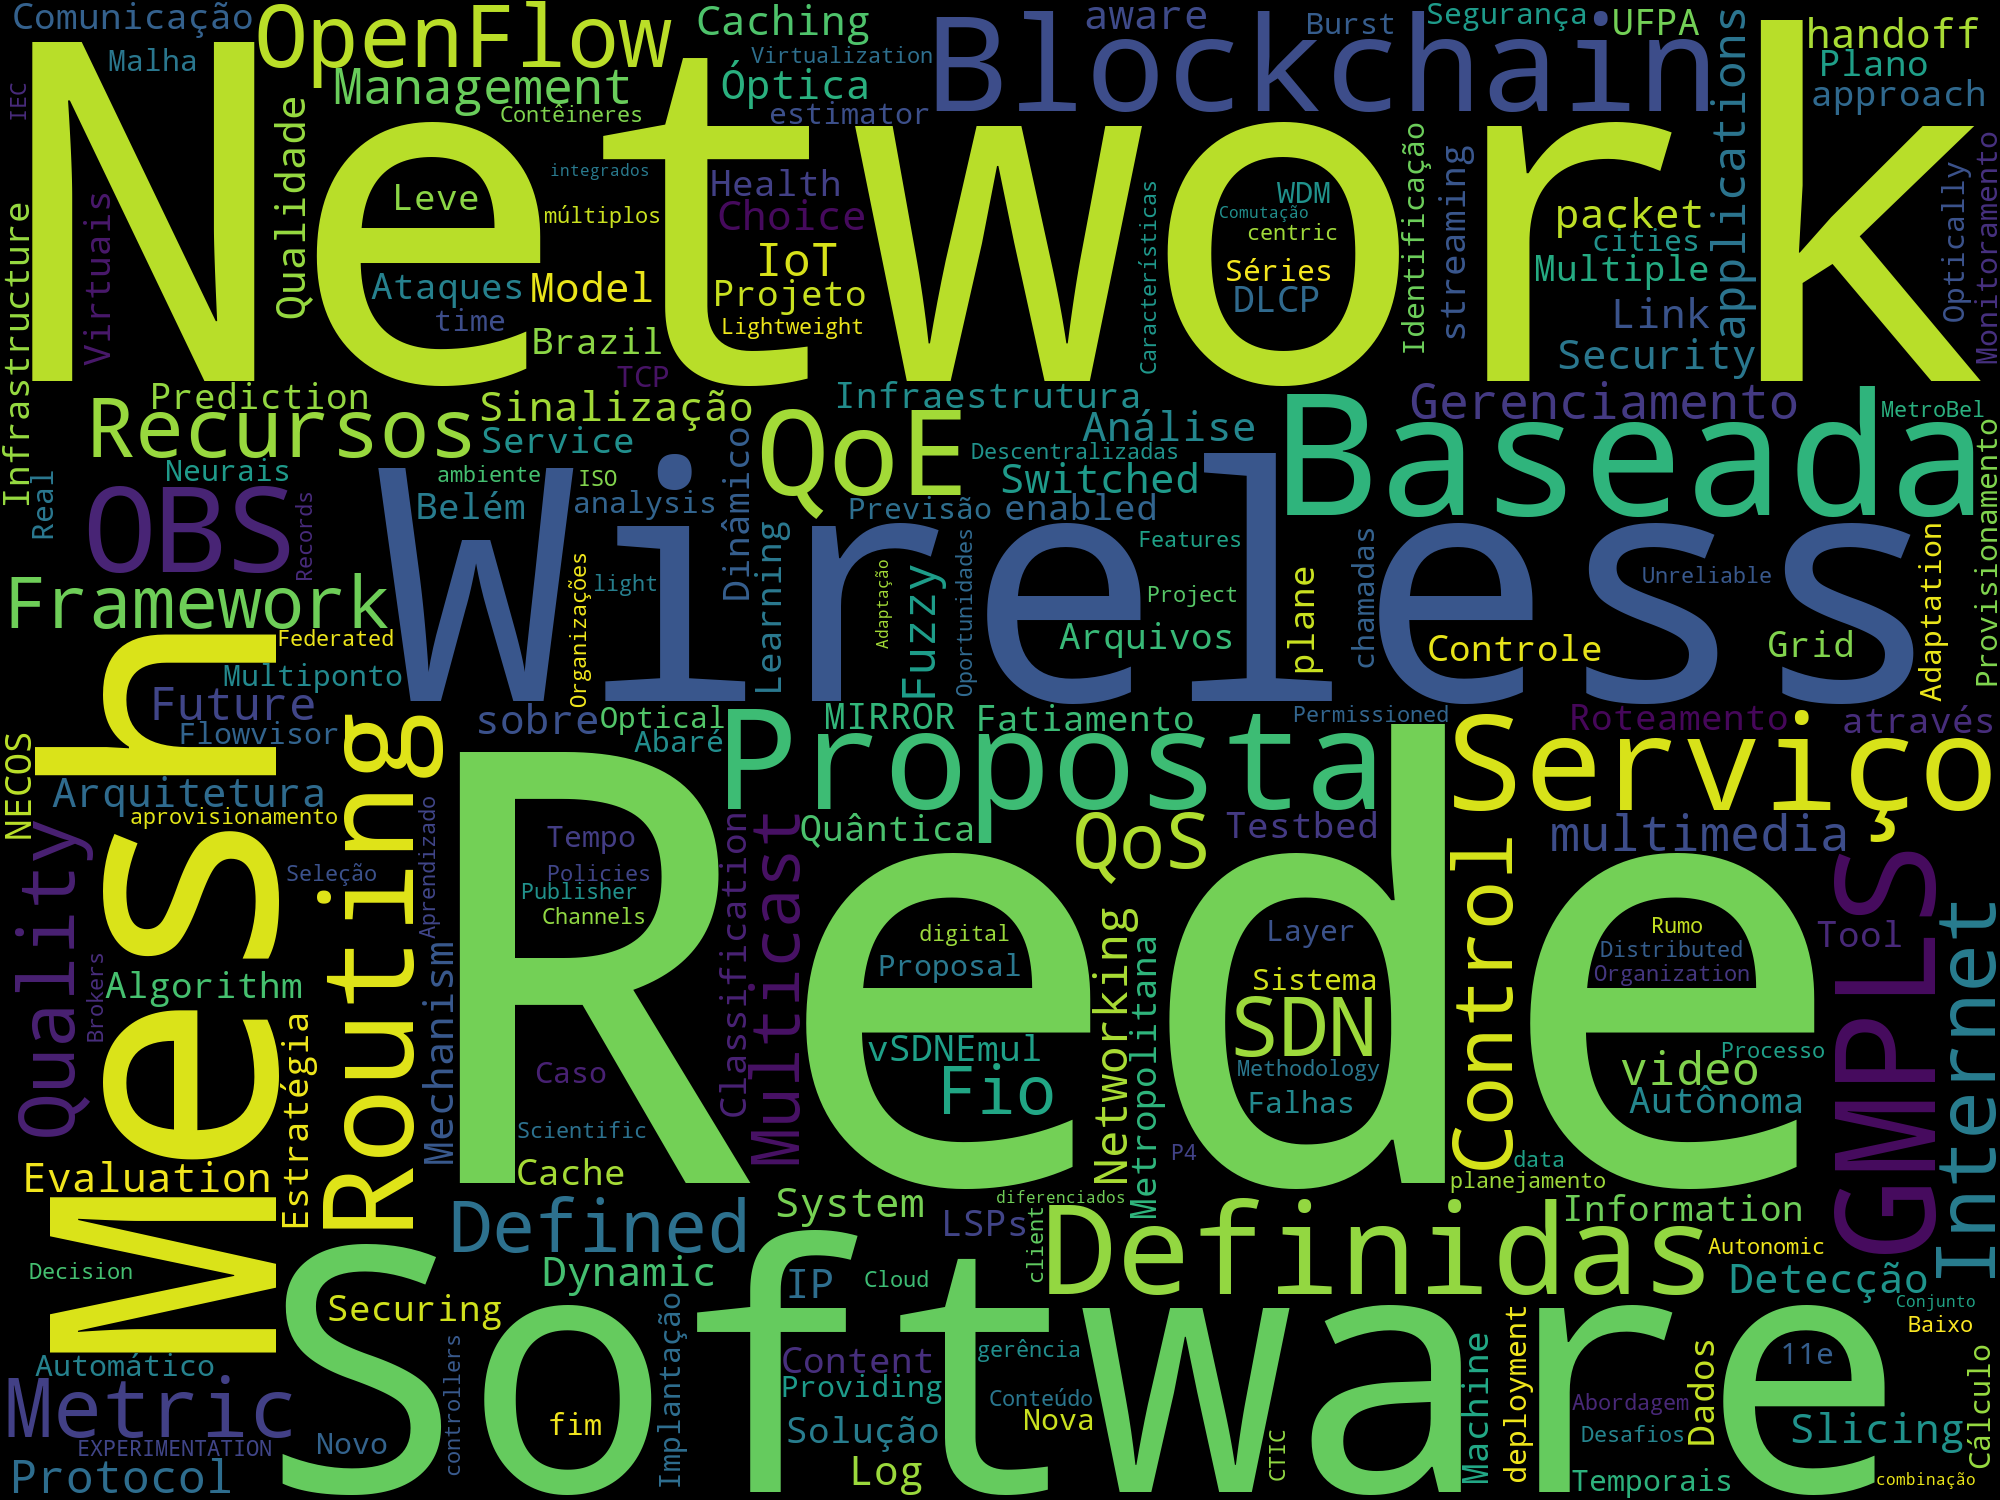 Comunicação
OpenFlow
Caching
aware
Burst
Segurança
UFPA
handoff
Malha
Virtualization
Blockchain
applications
Plano
IEC
Management
Óptica
approach
Qualidade
Contêineres
estimator
Network
Identificação
Monitoramento
integrados
Health
WDM
streaming
Optically
Leve
múltiplos
Choice
Características
Comutação
packet
Virtuais
centric
cities
Infrastructure
IoT
Séries
Multiple
Ataques
Model
Projeto
DLCP
Link
time
Lightweight
Brazil
Security
TCP
Prediction
Infraestrutura
Gerenciamento
Recursos
Sinalização
QoE
Análise
Baseada
MetroBel
Service
Dinâmico
Descentralizadas
Provisionamento
Neurais
ambiente
ISO
Switched
Real
OBS
Records
Belém
analysis
Previsão
enabled
Wireless
Learning
Features
chamadas
Adaptation
Organizações
light
Adaptação
Oportunidades
Unreliable
Framework
Fuzzy
Project
plane
Federated
Arquivos
Controle
Grid
Mesh
Multiponto
Future
sobre
Optical
MIRROR
Fatiamento
Permissioned
Roteamento
através
Flowvisor
Routing
Abaré
Proposta
Serviço
NECOS
Arquitetura
aprovisionamento
Aprendizado
Rede
Quântica
QoS
Testbed
multimedia
Quality
Tempo
Classification
Multicast
Control
GMPLS
Seleção
Policies
Publisher
Channels
Networking
Internet
digital
Layer
Rumo
Tool
Brokers
Algorithm
Mechanism
Proposal
Metropolitana
Sistema
Distributed
Organization
SDN
Estratégia
vSDNEmul
Processo
Caso
Fio
Methodology
video
Falhas
Autônoma
Scientific
P4
Evaluation
Cache
data
planejamento
Defined
System
LSPs
diferenciados
client
Definidas
Information
Decision
Dynamic
IP
Cloud
Autonomic
Detecção
Software
Securing
Implantação
Conjunto
Baixo
Automático
controllers
Content
gerência
Machine
deployment
Dados
11e
Cálculo
Metric
Providing
Conteúdo
Abordagem
fim
Solução
Nova
Desafios
Slicing
EXPERIMENTATION
Novo
CTIC
Protocol
Log
Temporais
combinação